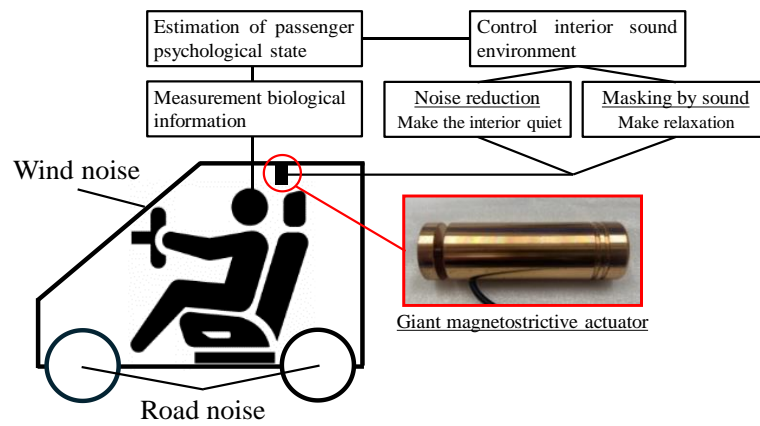 Estimation of passenger
psychological state
Control interior sound
environment
Measurement biological
information
Noise reduction
Make the interior quiet
Masking by sound
Make relaxation
Wind noise
Giant magnetostrictive actuator
Road noise